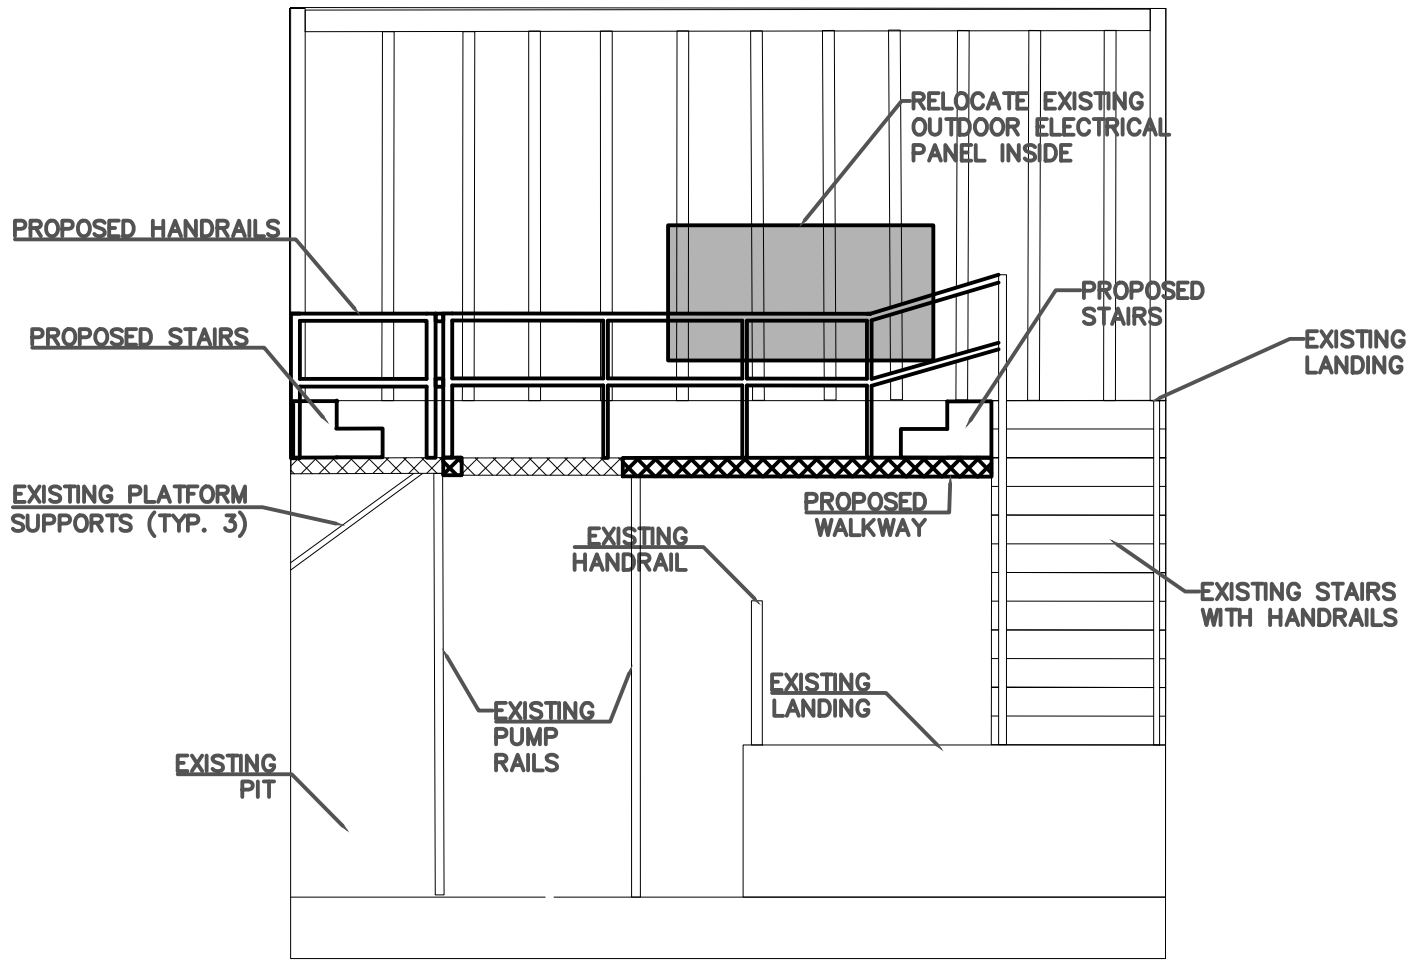 RELOCATE EXISTING
OUTDOOR ELECTRICAL
PANEL INSIDE
PROPOSED HANDRAILS
PROPOSED
STAIRS
PROPOSED STAIRS
EXISTING
LANDING
EXISTING PLATFORM
SUPPORTS (TYP. 3)
PROPOSED
WALKWAY
EXISTING
HANDRAIL
EXISTING STAIRS
WITH HANDRAILS
EXISTING
LANDING
EXISTING
PUMP
RAILS
EXISTING
PIT